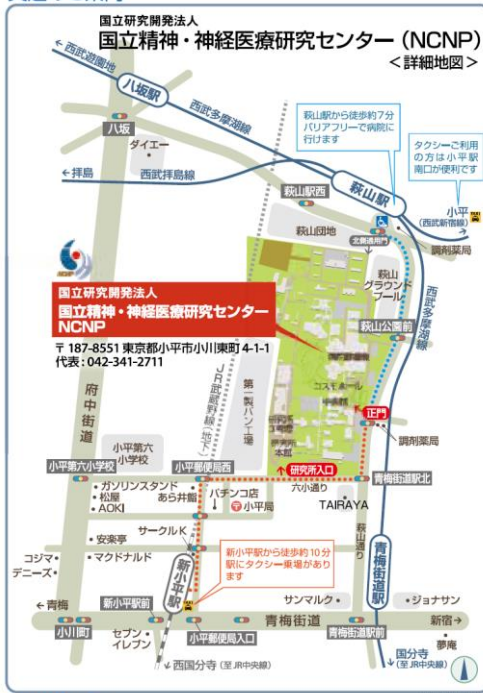 国立研究開発法人
国立精神・神経医療研究センター (NCNP)
<詳細地図>
←西武遊園地
八坂駅
西武多摩湖線
八坂
ダイエー
萩山駅から徒歩約7分
バリアフリーで病院に
行けます
タクシーご利用
の方は小平駅
南口が便利です
←拝島
西武拝島線
萩山駅西
萩山駅
小平
(西武新宿線)
萩山団地
北側通用門
調剤薬局
NCNP
萩山
グラウンド
プール
国立研究開発法人
国立精神・神経医療研究センター
NCNP
西武多摩湖線
萩山公園前
〒187-8551 東京都小平市小川東町4-1-1
代表:042-341-2711
コスモホール
JR武蔵野線(地下)
第一製パン工場
正門
府中街道
小平第六
小学校
調剤薬局
小平第六小学校
小平郵便局西
研究所入口
青梅街道駅北
六小通り
ガソリンスタンド
松屋
AOKI
あら井鮨
パチンコ店
小平局
TAIRAYA
萩山通り
サークルK
安楽亭
マクドナルド
コジマ
デニーズ
新小平駅
新小平駅から徒歩約10分
駅にタクシー乗場があり
ます
青梅街道駅
サンマルク
ジョナサン
←青梅
新小平駅前
青梅街道
新宿→
小川町
セブン-
イレブン
小平郵便局入口
青梅街道駅前
夢庵
↓西国分寺(至JR中央線)
国分寺
↓(至JR中央線)